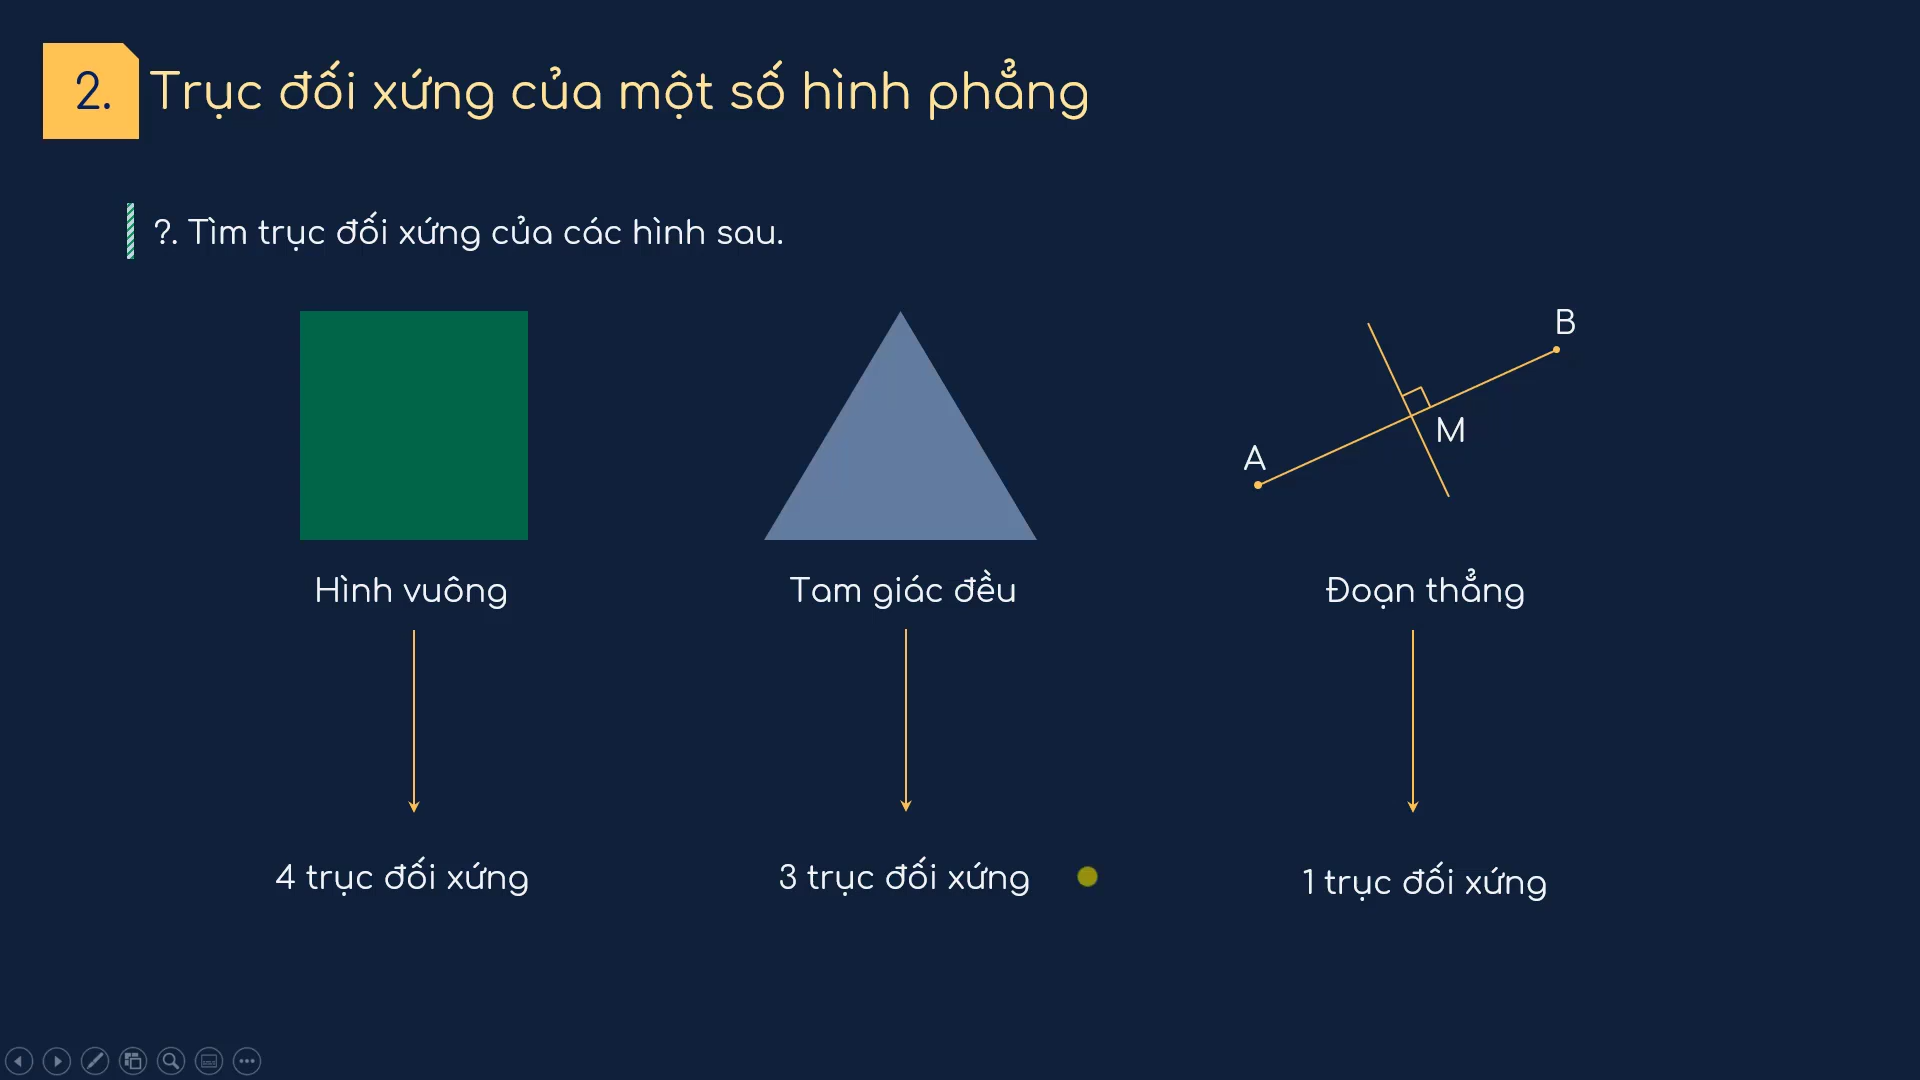 2. Trục đối xứng của một số hình phẳng
?. Tìm trục đối xứng của các hình sau.
B
M
A
Hình vuông
Tam giác đều
Đoạn thẳng
4 trục đối xứng
3 trục đối xứng
1 trục đối xứng